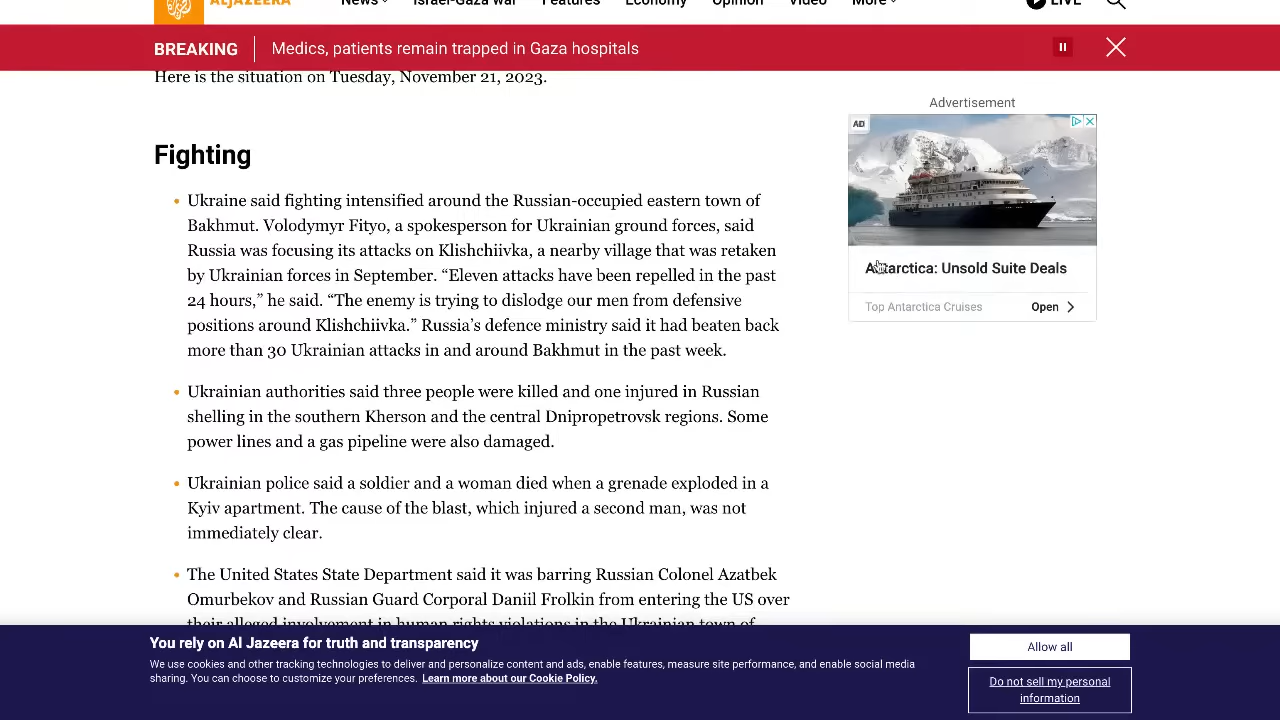 ALJAZEERA
News Israel-Gaza war Features Economy Opinion Video More LIVE
BREAKING Medics, patients remain trapped in Gaza hospitals
Here is the situation on Tuesday, November 21, 2023.
Fighting
Ukraine said fighting intensified around the Russian-occupied eastern town of
Bakhmut. Volodymyr Fityo, a spokesperson for Ukrainian ground forces, said
Russia was focusing its attacks on Klishchiivka, a nearby village that was retaken
by Ukrainian forces in September. “Eleven attacks have been repelled in the past
24 hours,” he said. “The enemy is trying to dislodge our men from defensive
positions around Klishchiivka.” Russia’s defence ministry said it had beaten back
more than 30 Ukrainian attacks in and around Bakhmut in the past week.
Ukrainian authorities said three people were killed and one injured in Russian
shelling in the southern Kherson and the central Dnipropetrovsk regions. Some
power lines and a gas pipeline were also damaged.
Ukrainian police said a soldier and a woman died when a grenade exploded in a
Kyiv apartment. The cause of the blast, which injured a second man, was not
immediately clear.
The United States State Department said it was barring Russian Colonel Azatbek
Omurbekov and Russian Guard Corporal Daniil Frolkin from entering the US over
their alleged involvement in human rights violations in the Ukrainian town of
Advertisement
AD
Antarctica: Unsold Suite Deals
Top Antarctica Cruises Open
You rely on Al Jazeera for truth and transparency
We use cookies and other tracking technologies to deliver and personalize content and ads, enable features, measure site performance, and enable social media
sharing. You can choose to customize your preferences. Learn more about our Cookie Policy.
Allow all
Do not sell my personal
information